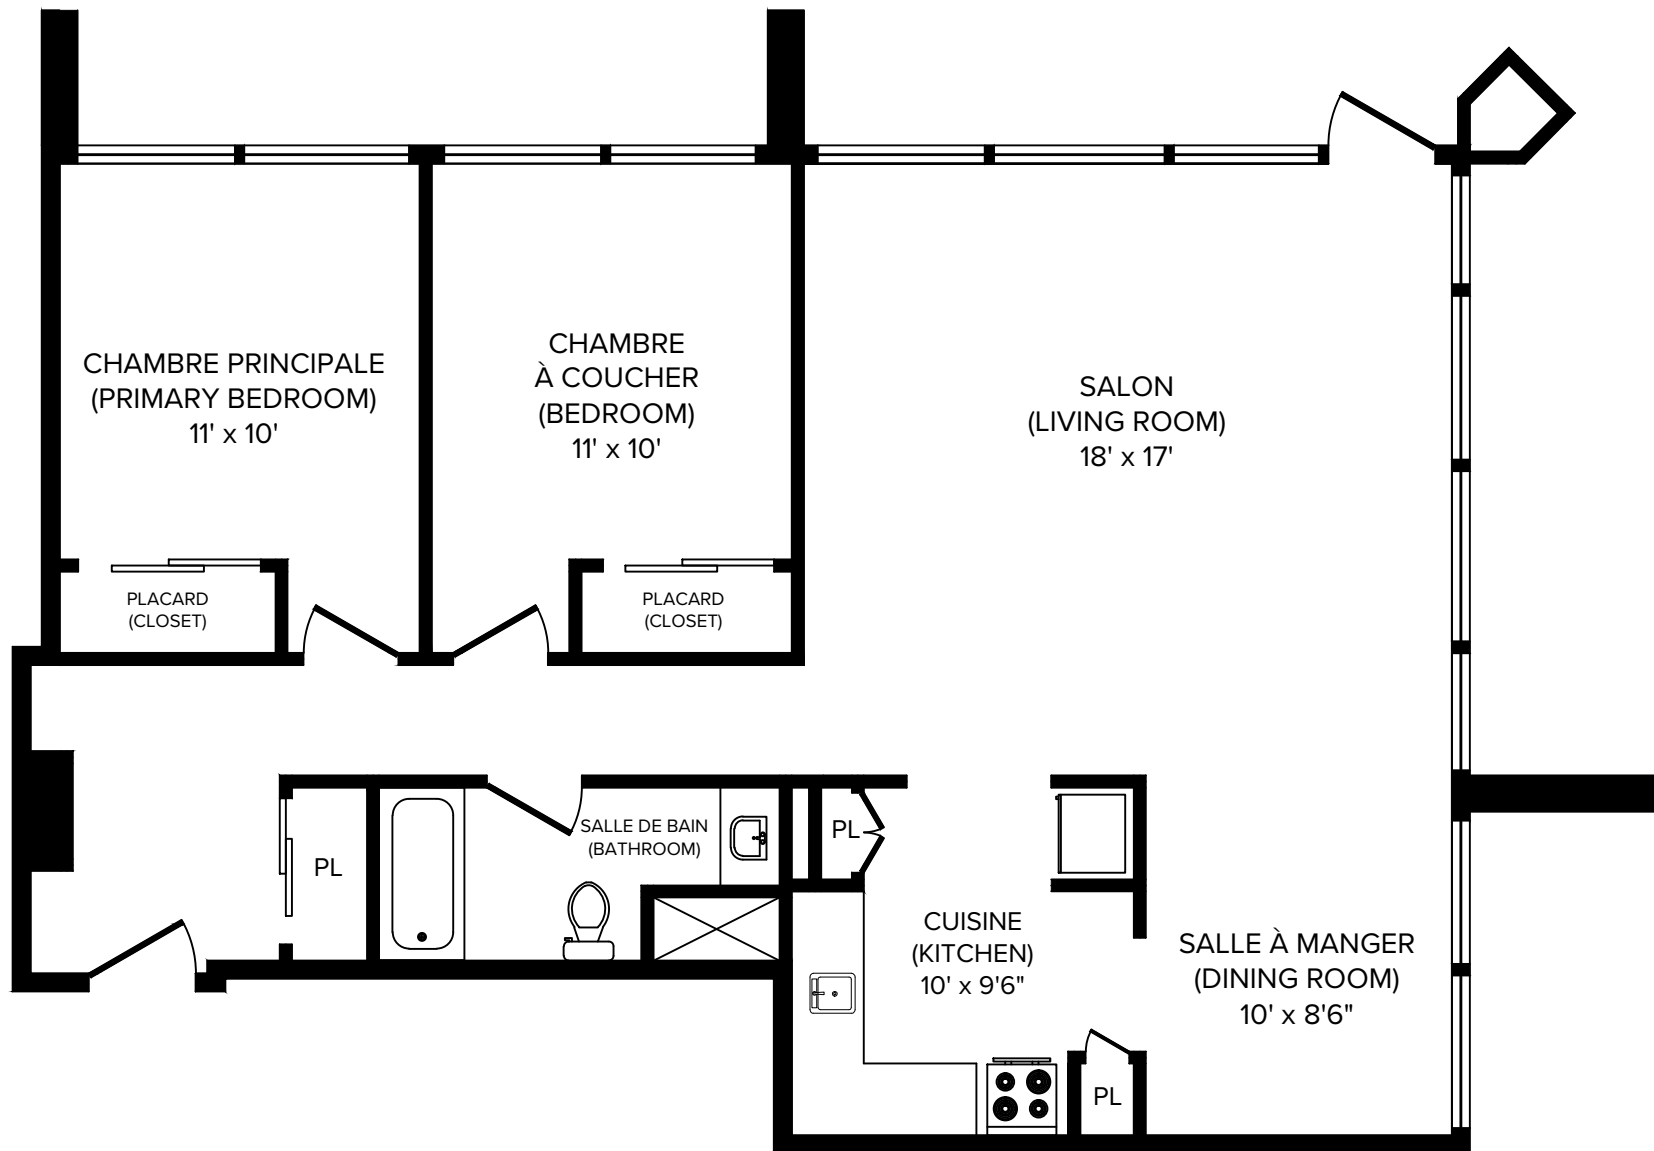 CHAMBRE PRINCIPALE
(PRIMARY BEDROOM)
11' x 10'
CHAMBRE
À COUCHER
(BEDROOM)
11' x 10'
SALON
(LIVING ROOM)
18' x 17'
PLACARD
(CLOSET)
PLACARD
(CLOSET)
PL
SALLE DE BAIN
(BATHROOM)
PL
CUISINE
(KITCHEN)
10' x 9'6"
SALLE À MANGER
(DINING ROOM)
10' x 8'6"
PL